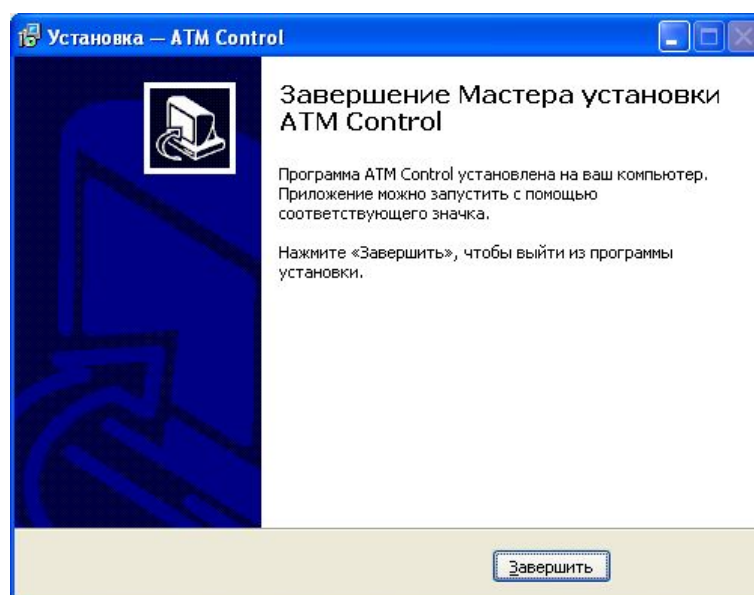 Установка — ATM Control
Завершение Мастера установки
ATM Control
Программа ATM Control установлена на ваш компьютер.
Приложение можно запустить с помощью
соответствующего значка.
Нажмите «Завершить», чтобы выйти из программы
установки.
Завершить